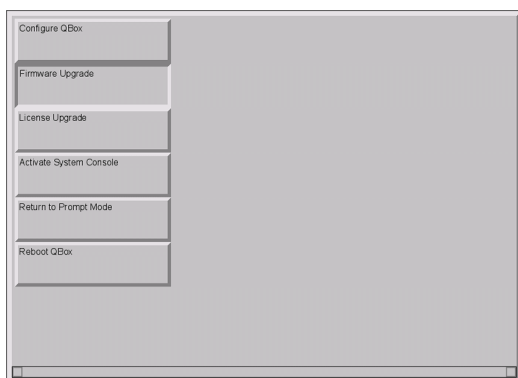 Configure QBox
Firmware Upgrade
License Upgrade
Activate System Console
Return to Prompt Mode
Reboot QBox